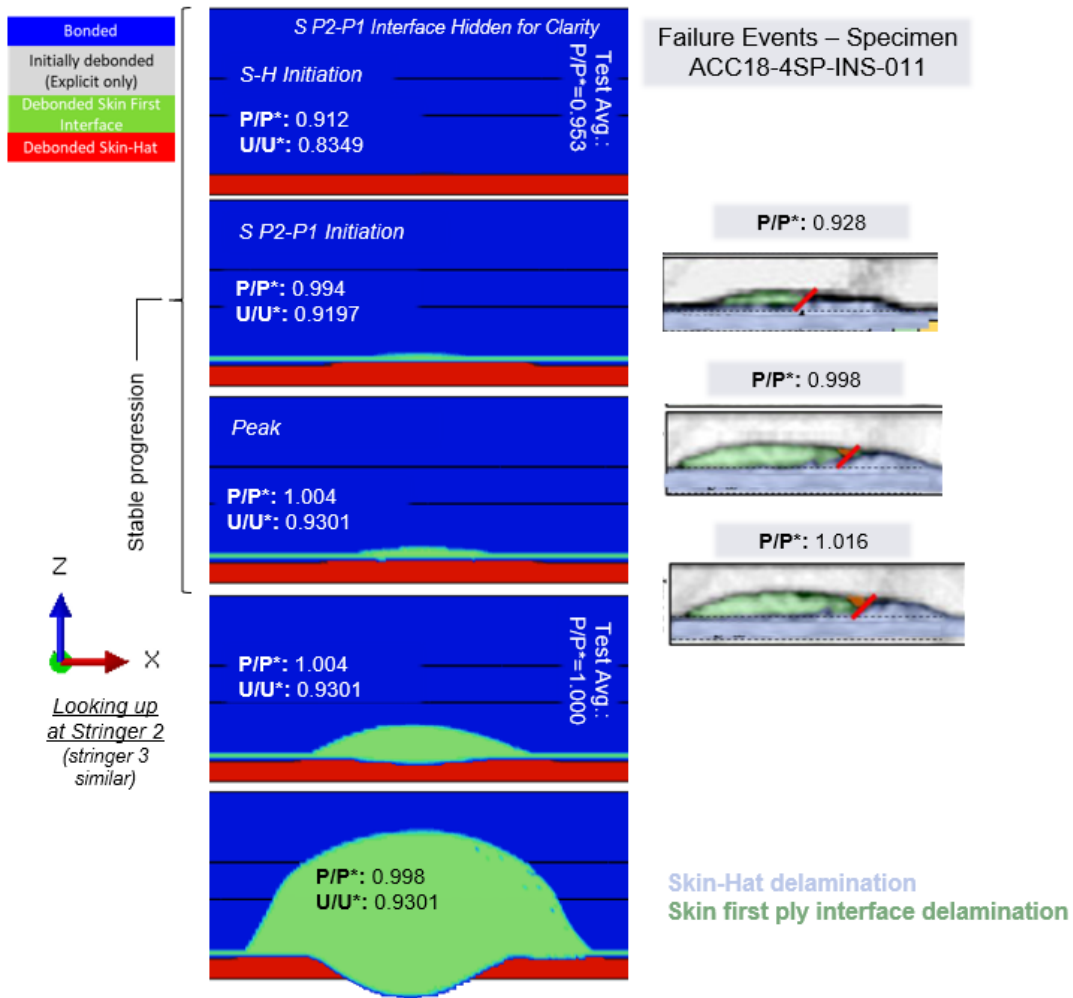 Bonded
Initially debonded
(Explicit only)
Debonded Skin First
Interface
Debonded Skin-Hat
S P2-P1 Interface Hidden for Clarity
S-H Initiation
P/P*: 0.912
U/U*: 0.8349
Test Avg.:
P/P*=0.953
Failure Events – Specimen
ACC18-4SP-INS-011
S P2-P1 Initiation
P/P*: 0.994
U/U*: 0.9197
P/P*: 0.928
Stable progression
Peak
P/P*: 1.004
U/U*: 0.9301
P/P*: 0.998
P/P*: 1.016
Z
X
Looking up
at Stringer 2
(stringer 3
similar)
P/P*: 1.004
U/U*: 0.9301
Test Avg.:
P/P*=1.000
P/P*: 0.998
U/U*: 0.9301
Skin-Hat delamination
Skin first ply interface delamination